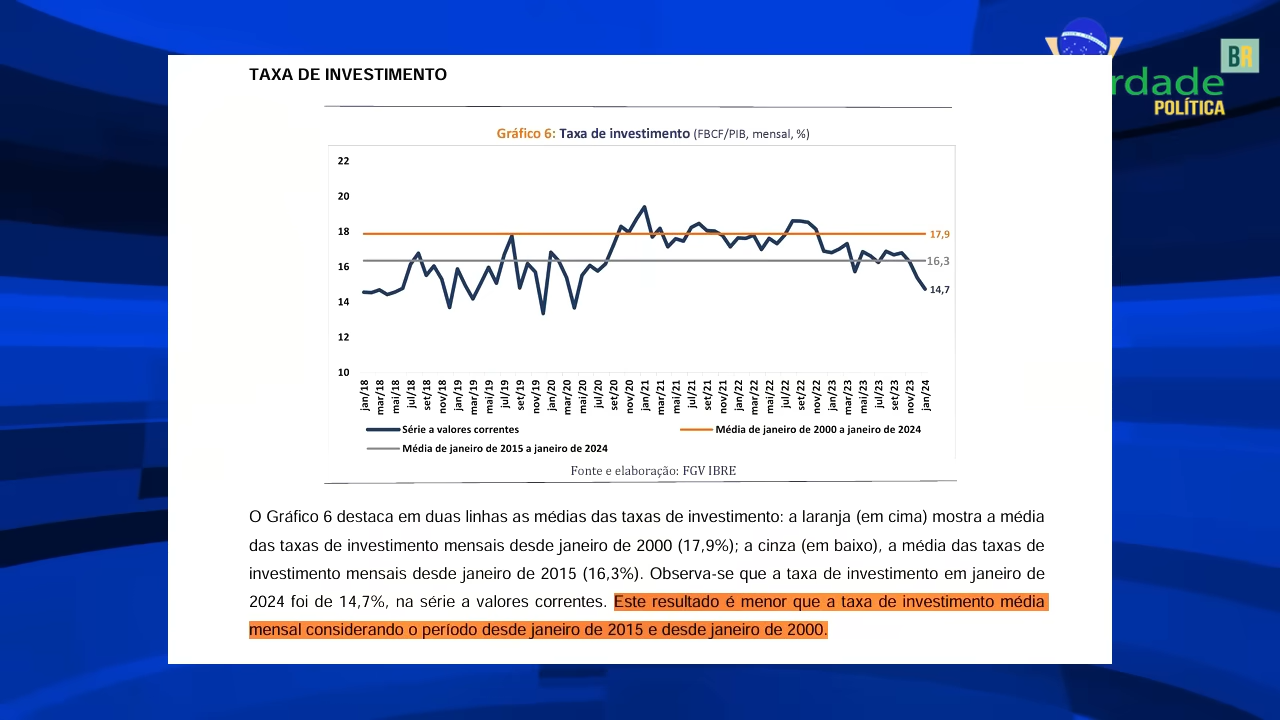 BA
rdade
POLÍTICA
TAXA DE INVESTIMENTO
Gráfico 6: Taxa de investimento (FBCF/PIB, mensal, %)
22
20
18
16
14
12
10
17,9
16,3
14,7
jan/18
mar/18
mai/18
jul/18
set/18
nov/18
jan/19
mar/19
mai/19
jul/19
set/19
nov/19
jan/20
mar/20
mai/20
jul/20
set/20
nov/20
jan/21
mar/21
mai/21
jul/21
set/21
nov/21
jan/22
mar/22
mai/22
jul/22
set/22
nov/22
jan/23
mar/23
mai/23
jul/23
set/23
nov/23
jan/24
Série a valores correntes
Média de janeiro de 2000 a janeiro de 2024
Média de janeiro de 2015 a janeiro de 2024
Fonte e elaboração: FGV IBRE
O Gráfico 6 destaca em duas linhas as médias das taxas de investimento: a laranja (em cima) mostra a média
das taxas de investimento mensais desde janeiro de 2000 (17,9%); a cinza (em baixo), a média das taxas de
investimento mensais desde janeiro de 2015 (16,3%). Observa-se que a taxa de investimento em janeiro de
2024 foi de 14,7%, na série a valores correntes. Este resultado é menor que a taxa de investimento média
mensal considerando o período desde janeiro de 2015 e desde janeiro de 2000.